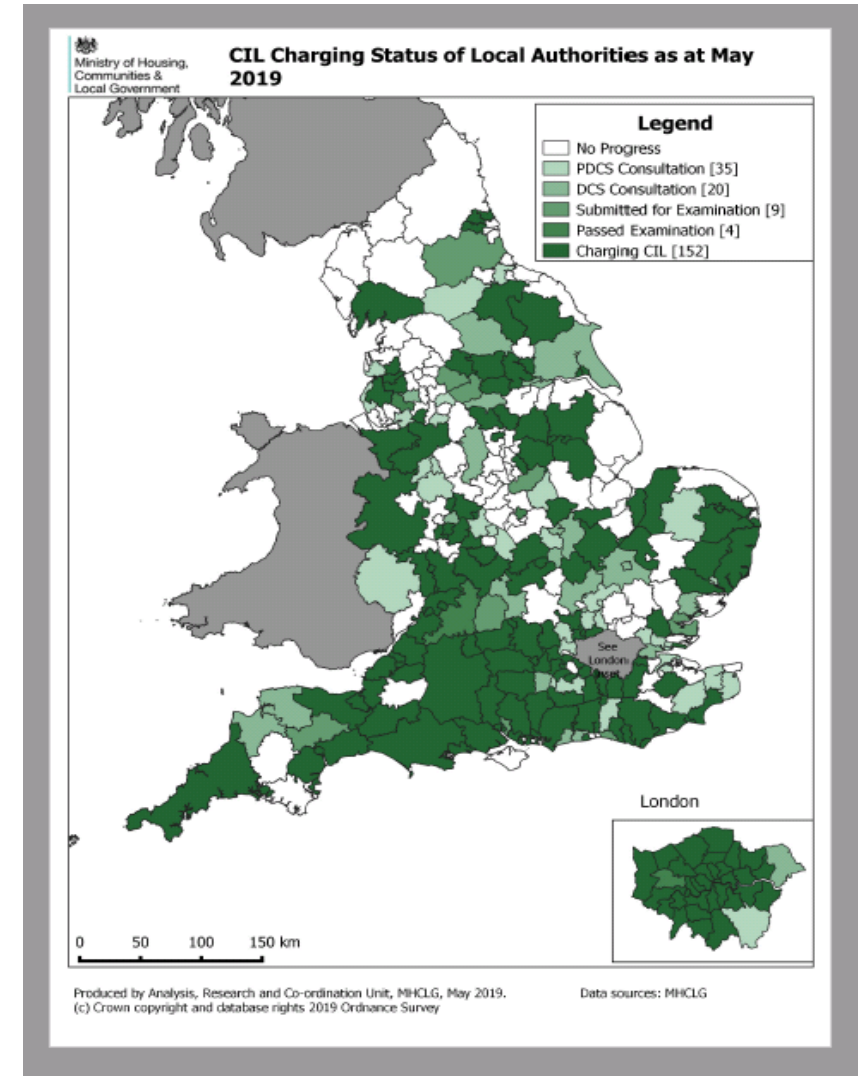 Ministry of Housing,
Communities &
Local Government
CIL Charging Status of Local Authorities as at May
2019
Legend
No Progress
PDCS Consultation [35]
DCS Consultation [20]
Submitted for Examination [9]
Passed Examination [4]
Charging CIL [152]
See
London
Inset
London
0 50 100 150 km
Produced by Analysis, Research and Co-ordination Unit, MHCLG, May 2019.
(c) Crown copyright and database rights 2019 Ordnance Survey
Data sources: MHCLG